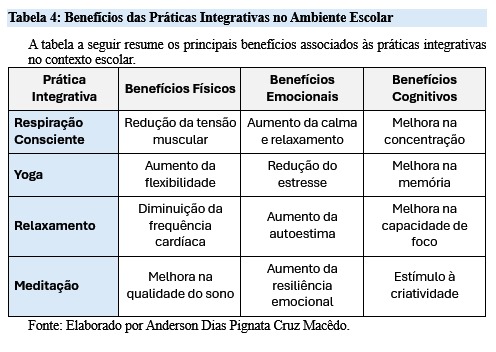 Tabela 4: Benefícios das Práticas Integrativas no Ambiente Escolar
A tabela a seguir resume os principais benefícios associados às práticas integrativas
no contexto escolar.
Prática
Integrativa
Benefícios Físicos
Benefícios
Emocionais
Benefícios
Cognitivos
Respiração
Consciente
Redução da tensão
muscular
Aumento da calma
e relaxamento
Melhora na
concentração
Yoga
Aumento da
flexibilidade
Redução do
estresse
Melhora na
memória
Relaxamento
Diminuição da
frequência
cardíaca
Aumento da
autoestima
Melhora na
capacidade de
foco
Meditação
Melhora na
qualidade do sono
Aumento da
resiliência
emocional
Estímulo à
criatividade
Fonte: Elaborado por Anderson Dias Pignata Cruz Macêdo.